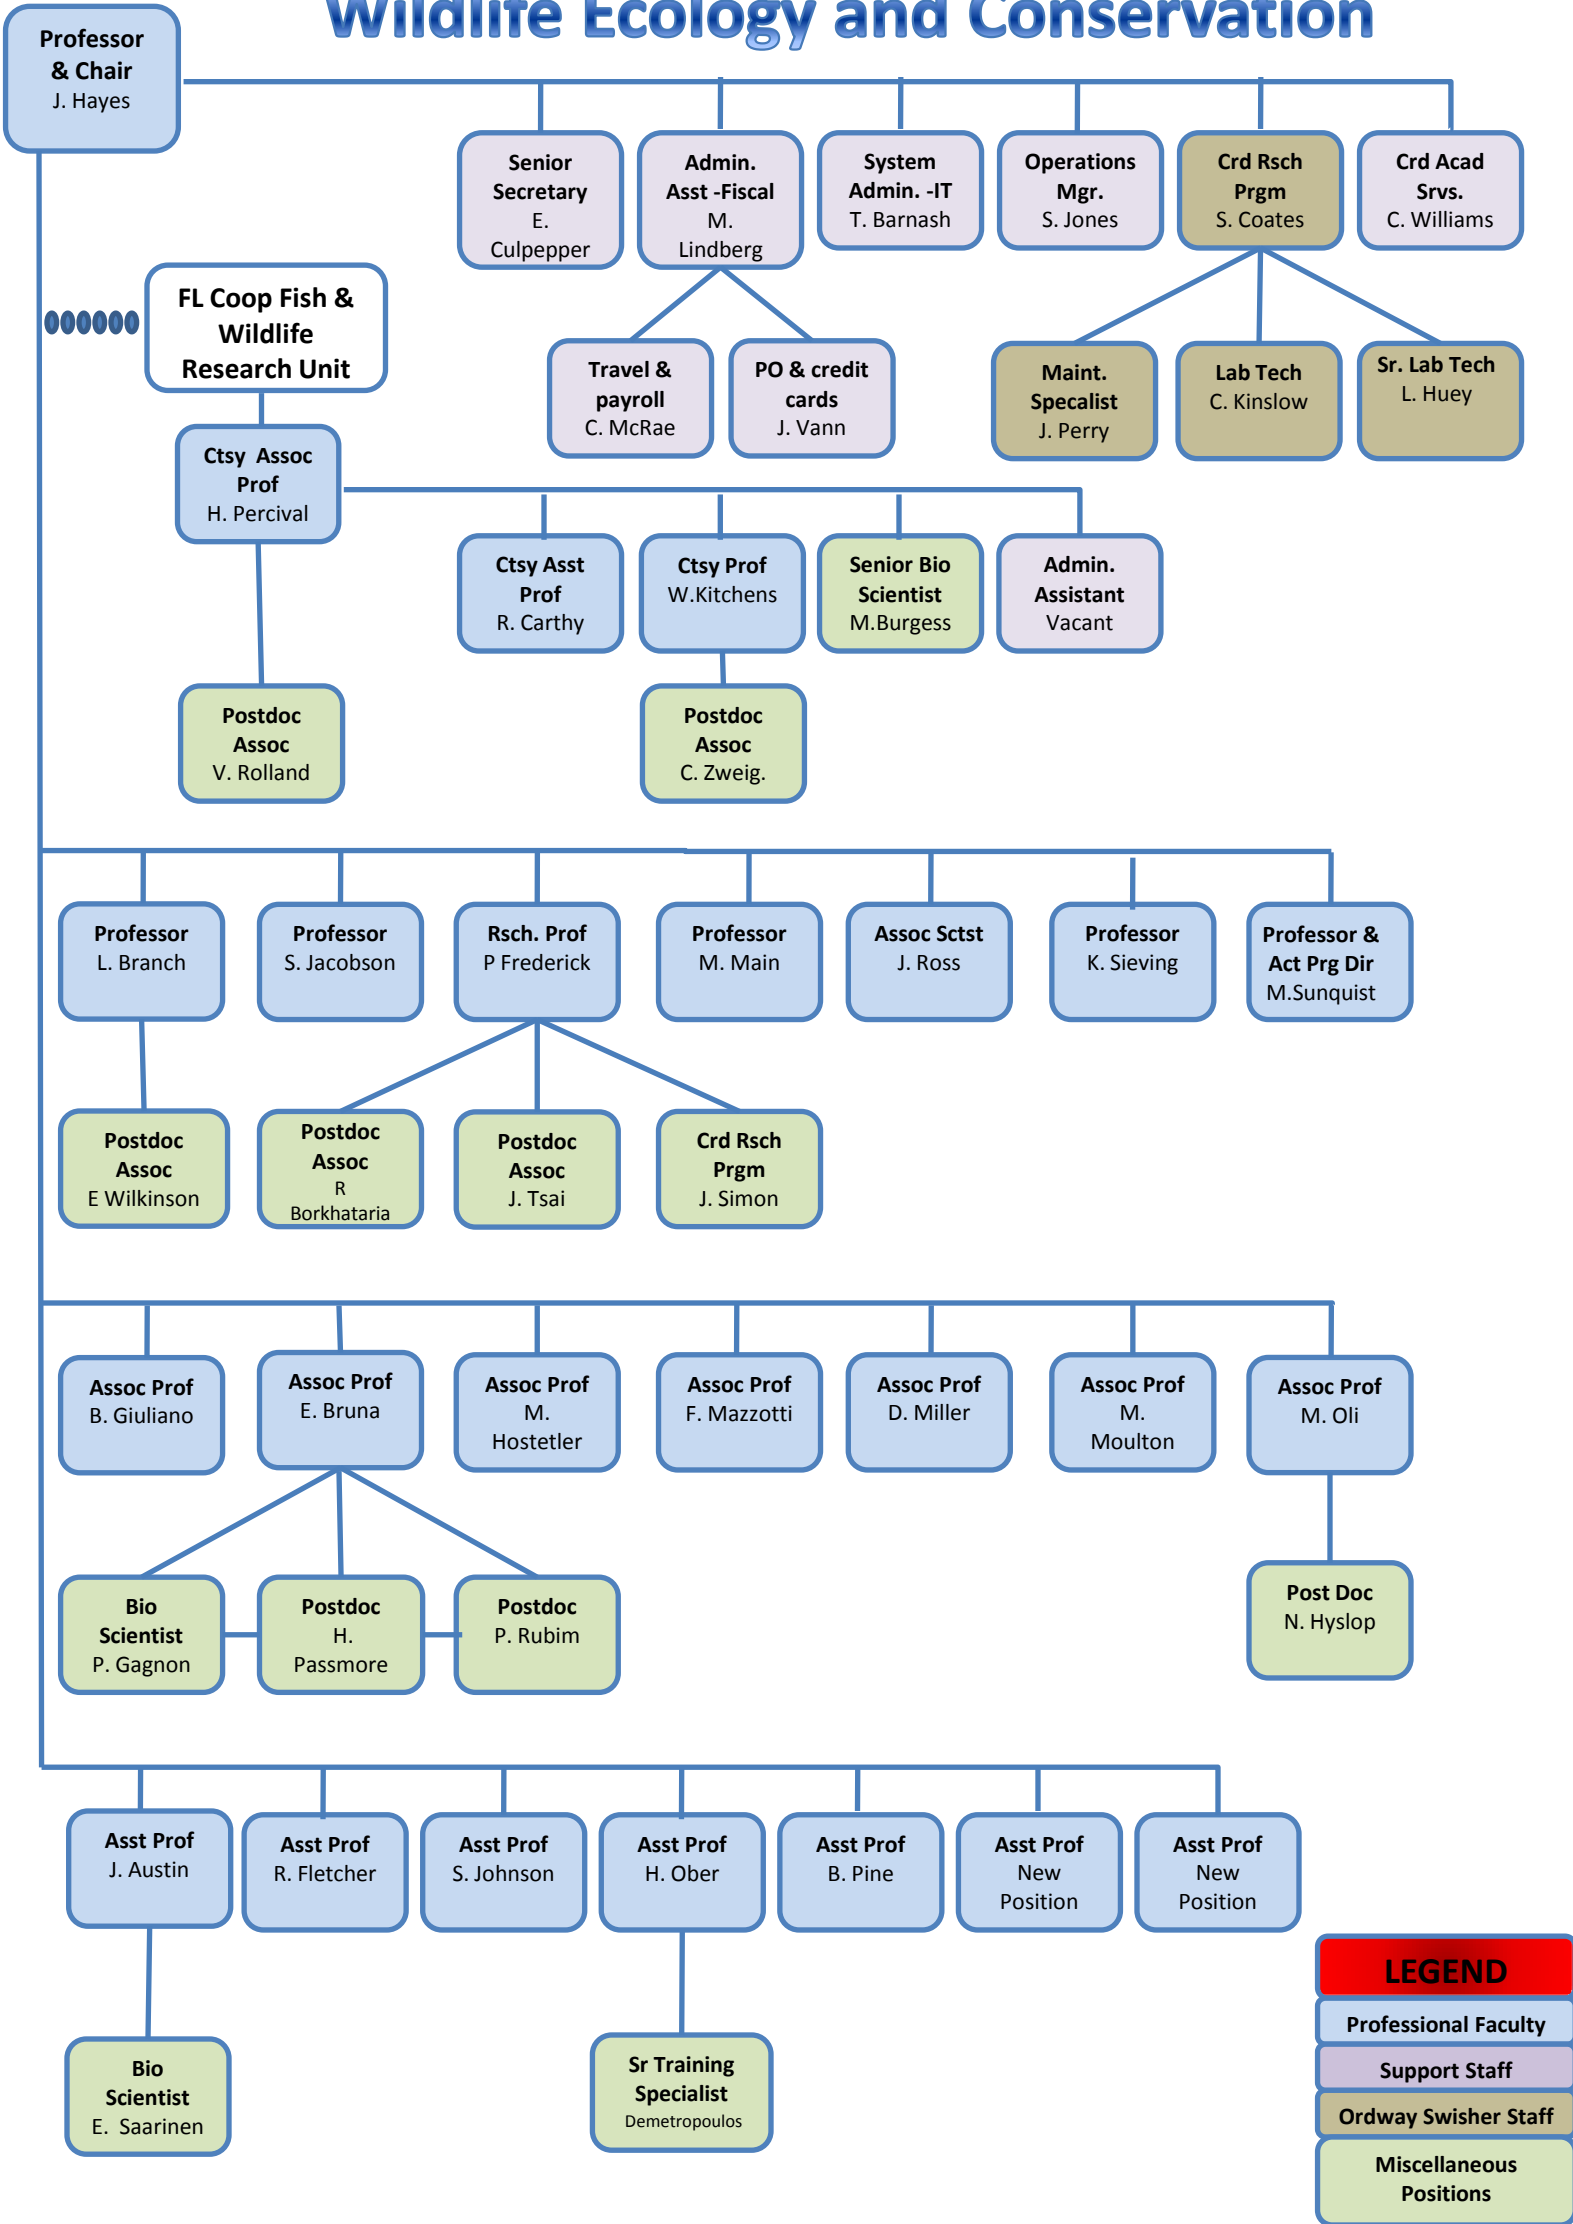 Wildlife Ecology and Conservation
Professor
& Chair
J. Hayes
Senior
Secretary
E.
Culpepper
Admin.
Asst -Fiscal
M.
Lindberg
System
Admin. -IT
T. Barnash
Operations
Mgr.
S. Jones
Crd Rsch
Prgm
S. Coates
Crd Acad
Srvs.
C. Williams
FL Coop Fish &
Wildlife
Research Unit
Travel &
payroll
C. McRae
PO & credit
cards
J. Vann
Maint.
Specalist
J. Perry
Lab Tech
C. Kinslow
Sr. Lab Tech
L. Huey
Ctsy Assoc
Prof
H. Percival
Ctsy Asst
Prof
R. Carthy
Ctsy Prof
W.Kitchens
Senior Bio
Scientist
M.Burgess
Admin.
Assistant
Vacant
Postdoc
Assoc
V. Rolland
Postdoc
Assoc
C. Zweig.
Professor
L. Branch
Professor
S. Jacobson
Rsch. Prof
P Frederick
Professor
M. Main
Assoc Sctst
J. Ross
Professor
K. Sieving
Professor &
Act Prg Dir
M.Sunquist
Postdoc
Assoc
E Wilkinson
Postdoc
Assoc
R
Borkhataria
Postdoc
Assoc
J. Tsai
Crd Rsch
Prgm
J. Simon
Assoc Prof
B. Giuliano
Assoc Prof
E. Bruna
Assoc Prof
M.
Hostetler
Assoc Prof
F. Mazzotti
Assoc Prof
D. Miller
Assoc Prof
M.
Moulton
Assoc Prof
M. Oli
Bio
Scientist
P. Gagnon
Postdoc
H.
Passmore
Postdoc
P. Rubim
Post Doc
N. Hyslop
Asst Prof
J. Austin
Asst Prof
R. Fletcher
Asst Prof
S. Johnson
Asst Prof
H. Ober
Asst Prof
B. Pine
Asst Prof
New
Position
Asst Prof
New
Position
Bio
Scientist
E. Saarinen
Sr Training
Specialist
Demetropoulos
LEGEND
Professional Faculty
Support Staff
Ordway Swisher Staff
Miscellaneous
Positions